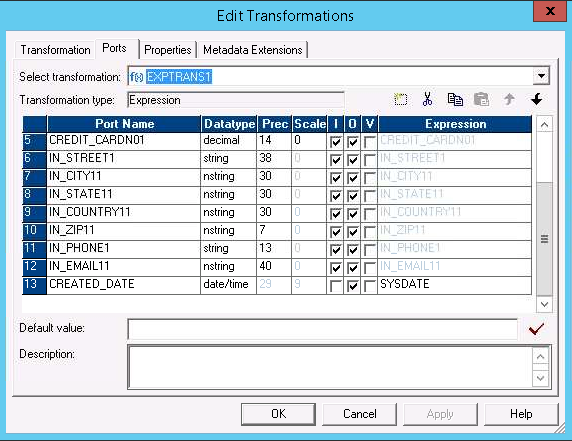 Edit Transformations
x
Transformation Ports Properties Metadata Extensions
Select transformation: f(x) EXPTRANS1
Transformation type: Expression
Port Name Datatype Prec Scale I O V Expression
5 CREDIT_CARDN01 decimal 14 0 CREDIT_CARDN01
6 IN_STREET1 string 38 0 IN_STREET1
7 IN_CITY11 nstring 30 0 IN_CITY11
8 IN_STATE11 nstring 30 0 IN_STATE11
9 IN_COUNTRY11 nstring 30 0 IN_COUNTRY11
10 IN_ZIP11 nstring 7 0 IN_ZIP11
11 IN_PHONE1 string 13 0 IN_PHONE1
12 IN_EMAIL11 nstring 40 0 IN_EMAIL11
13 CREATED_DATE date/time 29 9 SYSDATE
Default value:
Description:
OK Cancel Apply Help